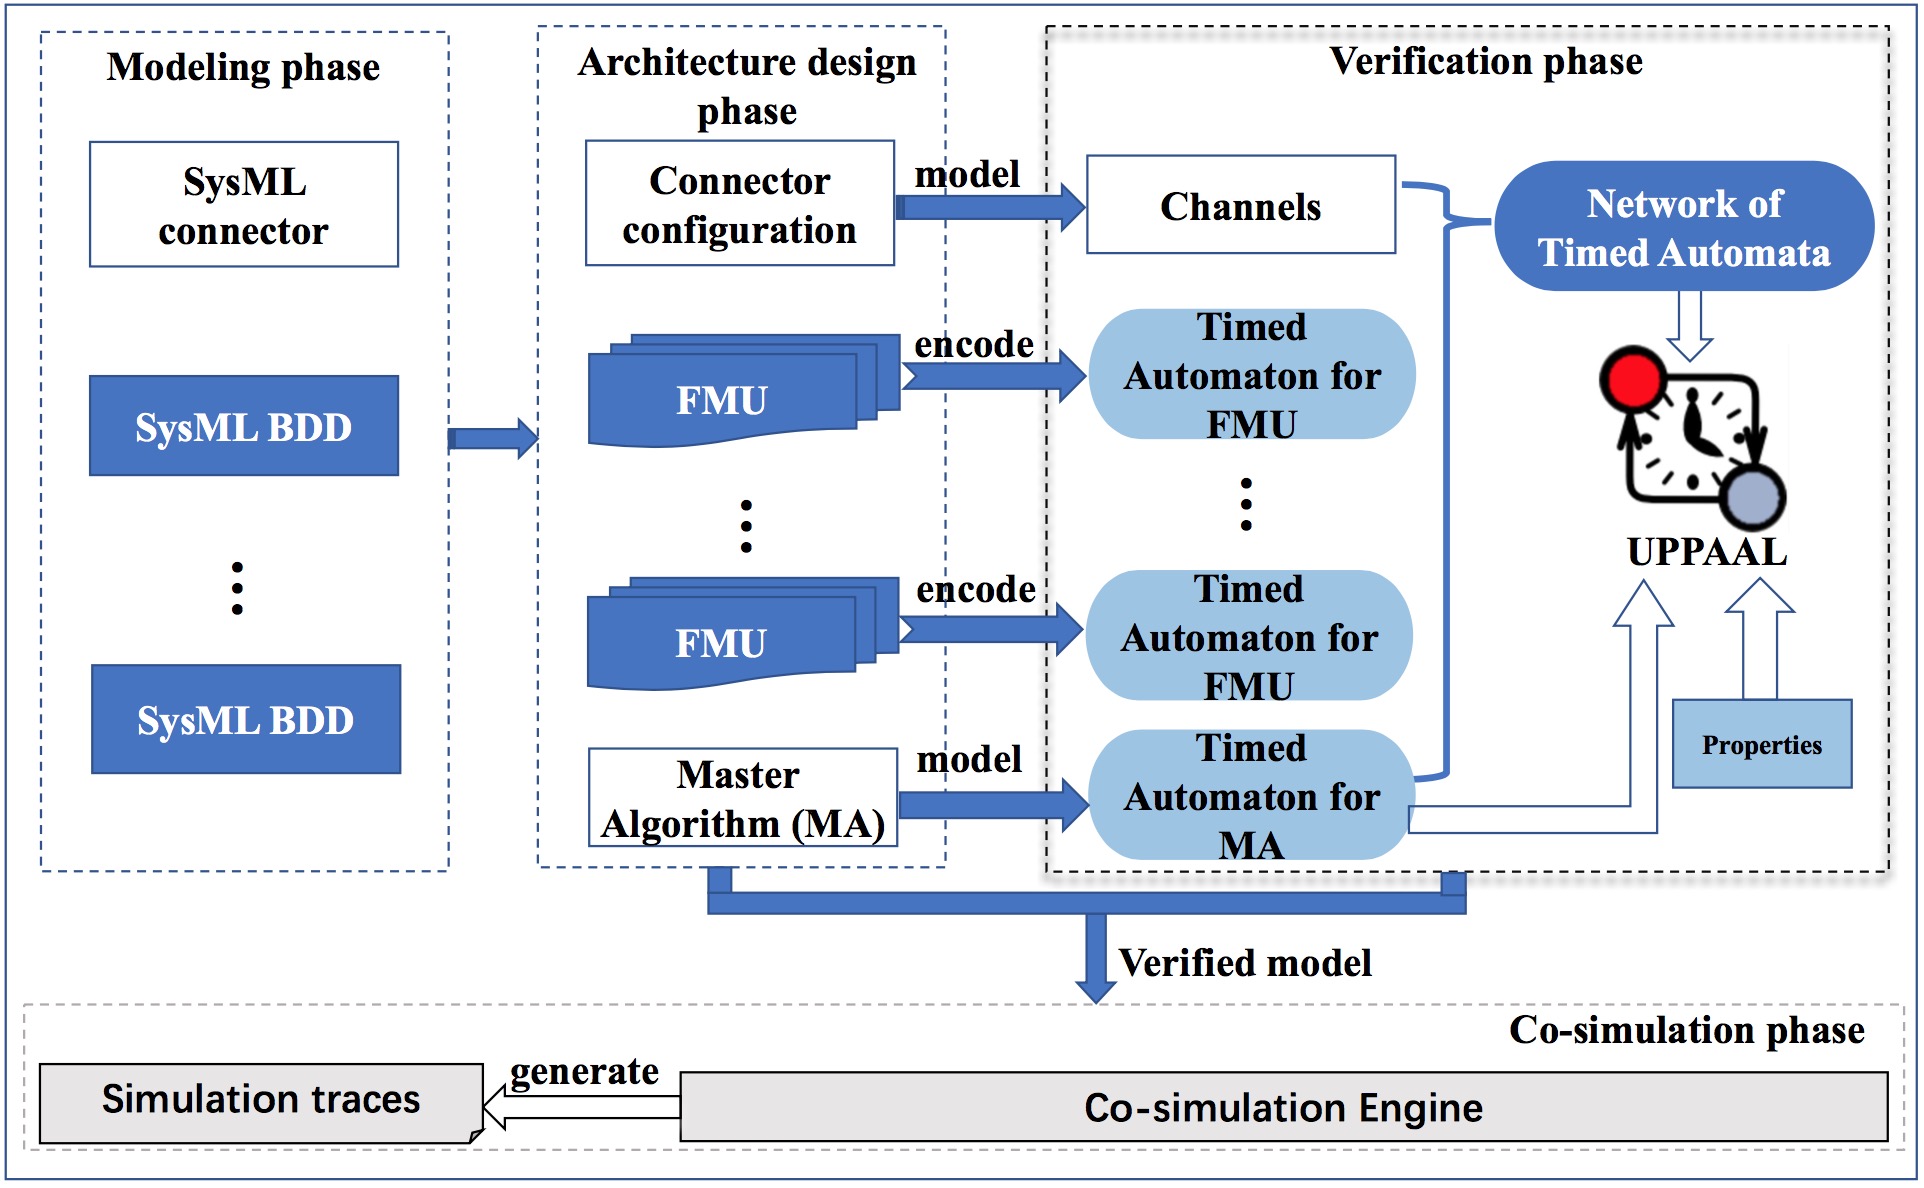 Modeling phase
SysML
connector
SysML BDD
SysML BDD
Architecture design
phase
Connector
configuration
FMU
FMU
Master
Algorithm (MA)
model
encode
encode
model
Verification phase
Channels
Timed
Automaton for
FMU
Timed
Automaton for
FMU
Timed
Automaton for
MA
Network of
Timed Automata
UPPAAL
Properties
Verified model
Co-simulation phase
Simulation traces
generate
Co-simulation Engine